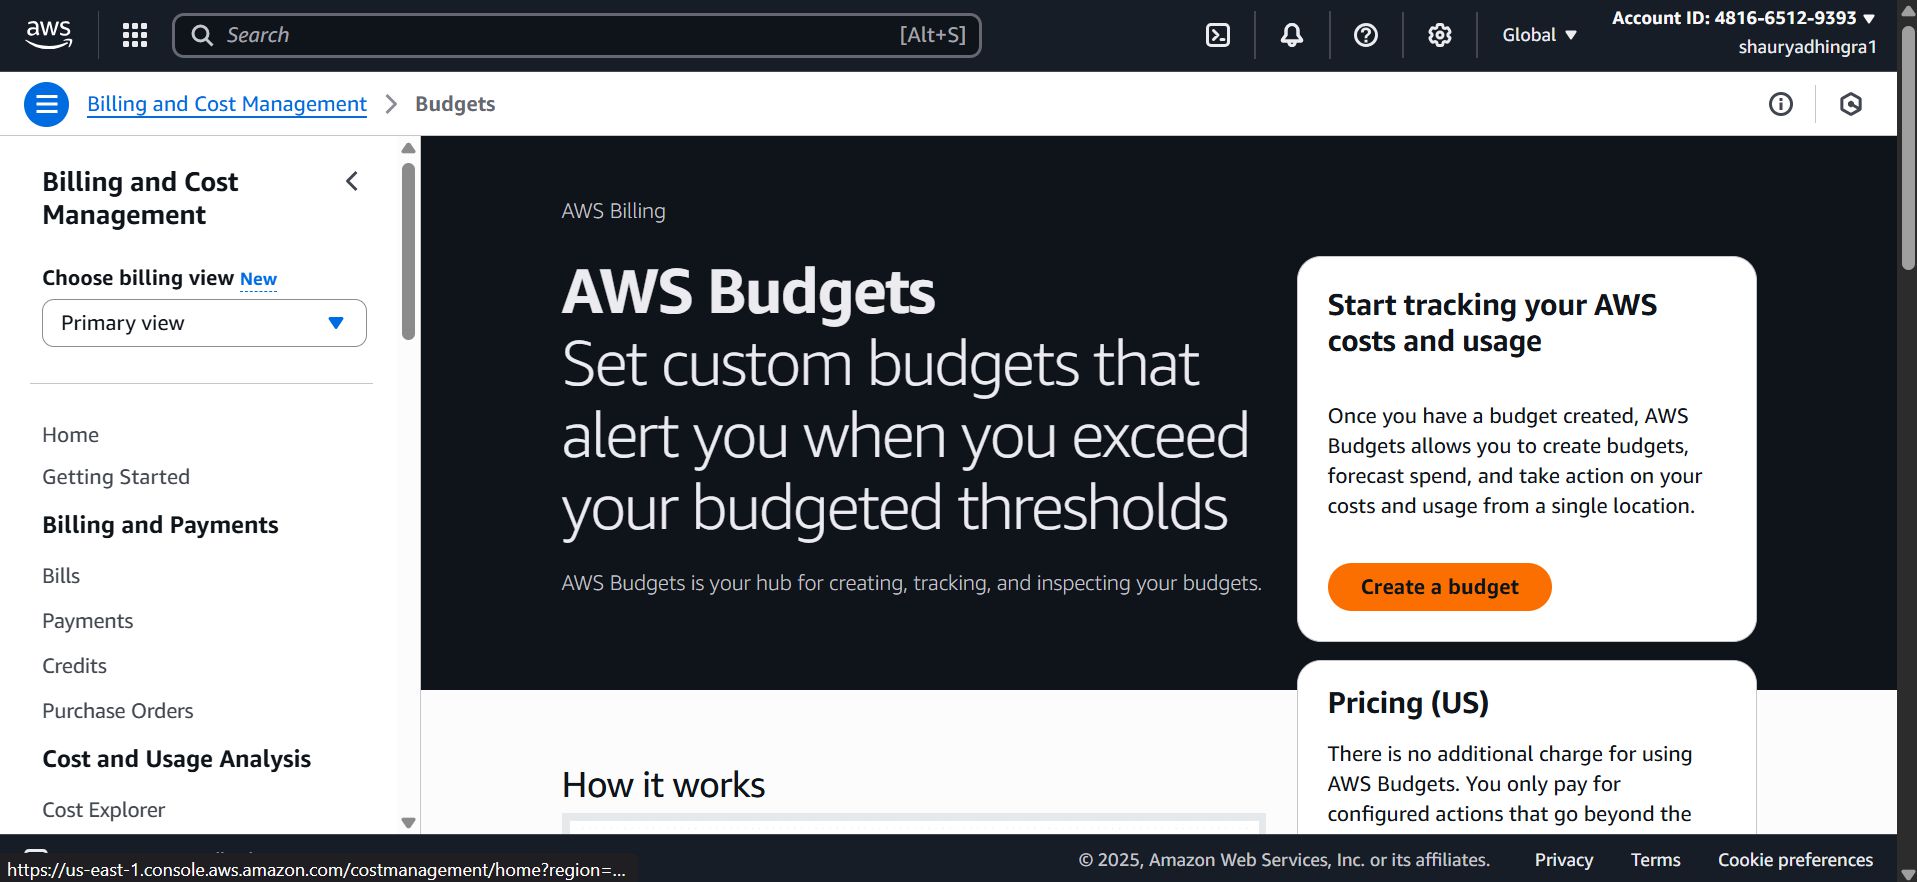 aws
Search
[Alt+S]
Global
Account ID: 4816-6512-9393
shauryadhingra1
Billing and Cost Management
Budgets
Billing and Cost
Management
Choose billing view New
Primary view
Home
Getting Started
Billing and Payments
Bills
Payments
Credits
Purchase Orders
Cost and Usage Analysis
Cost Explorer
AWS Billing
AWS Budgets
Set custom budgets that
alert you when you exceed
your budgeted thresholds
AWS Budgets is your hub for creating, tracking, and inspecting your budgets.
Start tracking your AWS
costs and usage
Once you have a budget created, AWS
Budgets allows you to create budgets,
forecast spend, and take action on your
costs and usage from a single location.
Create a budget
Pricing (US)
There is no additional charge for using
AWS Budgets. You only pay for
configured actions that go beyond the
How it works
https://us-east-1.console.aws.amazon.com/costmanagement/home?region=...
© 2025, Amazon Web Services, Inc. or its affiliates.
Privacy
Terms
Cookie preferences